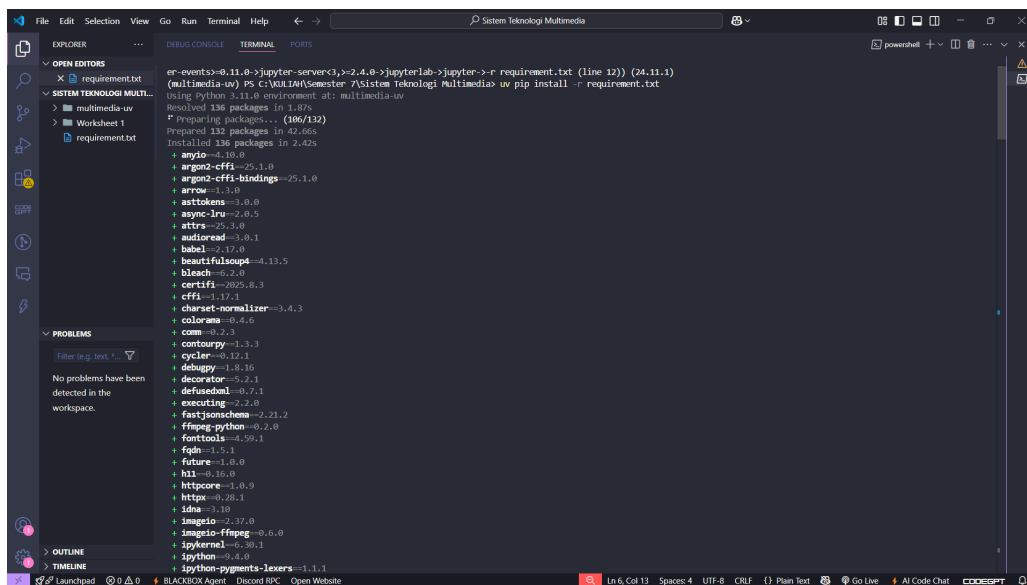 File Edit Selection View Go Run Terminal Help
Sistem Teknologi Multimedia
EXPLORER
OPEN EDITORS
requirement.txt
SISTEM TEKNOLOGI MULTI...
multimedia-uv
Worksheet 1
requirement.txt
PROBLEMS
Filter (e.g. text, *...
No problems have been
detected in the
workspace.
OUTLINE
TIMELINE
DEBUG CONSOLE TERMINAL PORTS
powershell
er-events>=0.11.0->jupyter-server<3,>=2.4.0->jupyterlab->jupyter->-r requirement.txt (line 12)) (24.11.1)
(multimedia-uv) PS C:\KULIAH\Semester 7\Sistem Teknologi Multimedia> uv pip install -r requirement.txt
Using Python 3.11.0 environment at: multimedia-uv
Resolved 136 packages in 1.87s
Preparing packages... (106/132)
Prepared 132 packages in 42.66s
Installed 136 packages in 2.42s
+ anyio==4.10.0
+ argon2-cffi==25.1.0
+ argon2-cffi-bindings==25.1.0
+ arrow==1.3.0
+ asttokens==3.0.0
+ async-lru==2.0.5
+ attrs==25.3.0
+ audioread==3.0.1
+ babel==2.17.0
+ beautifulsoup4==4.13.5
+ bleach==6.2.0
+ certifi==2025.8.3
+ cffi==1.17.1
+ charset-normalizer==3.4.3
+ colorama==0.4.6
+ comm==0.2.3
+ contourpy==1.3.3
+ cycler==0.12.1
+ debugpy==1.8.16
+ decorator==5.2.1
+ defusedxml==0.7.1
+ executing==2.2.0
+ fastjsonschema==2.21.2
+ ffmpeg-python==0.2.0
+ fonttools==4.59.1
+ fqdn==1.5.1
+ future==1.0.0
+ h11==0.16.0
+ httpcore==1.0.9
+ httpx==0.28.1
+ idna==3.10
+ imageio==2.37.0
+ imageio-ffmpeg==0.6.0
+ ipykernel==6.30.1
+ ipython==9.4.0
+ ipython-pygments-lexers==1.1.1
Launchpad 0 0 BLACKBOX Agent Discord RPC Open Website Ln 6, Col 13 Spaces: 4 UTF-8 CRLF {} Plain Text Go Live AI Code Chat CODEGPT